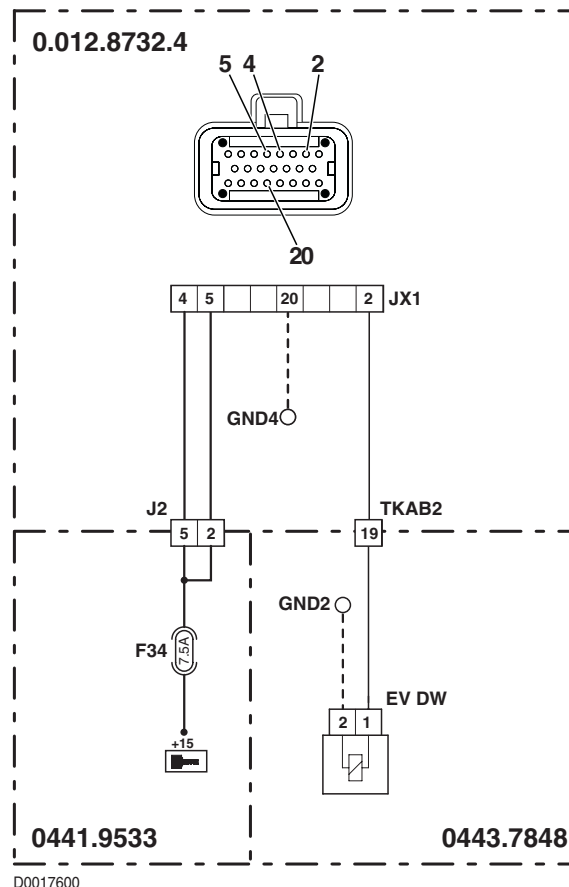 0.012.8732.4
5 4 2
20
4 5 20 2 JX1
GND4
J2 TKAB2
5 2 19
GND2
F34 7.5A
EV DW
2 1
+15
0441.9533 0443.7848
D0017600